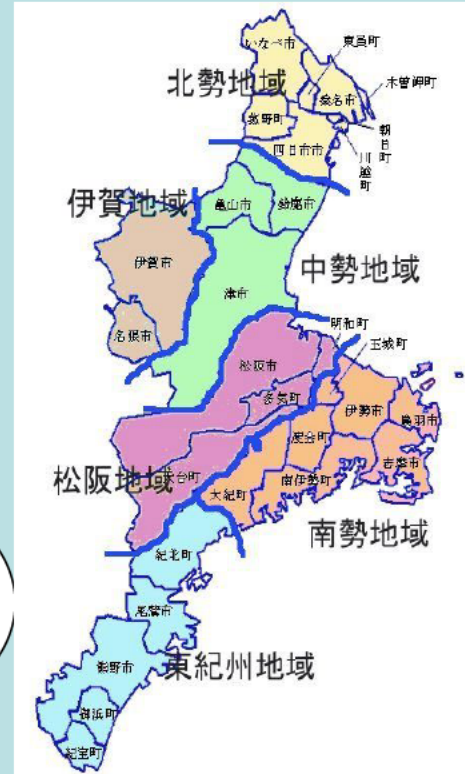 いなべ市
東員町
北勢地域
桑名市
木曽岬町
菰野町
朝日町
川越町
四日市市
伊賀地域
亀山市
鈴鹿市
伊賀市
中勢地域
津市
名張市
明和町
玉城町
松阪市
多気町
伊勢市
鳥羽市
度会町
志摩市
松阪地域
大台町
大紀町
南伊勢町
南勢地域
紀北町
尾鷲市
熊野市
東紀州地域
御浜町
紀宝町